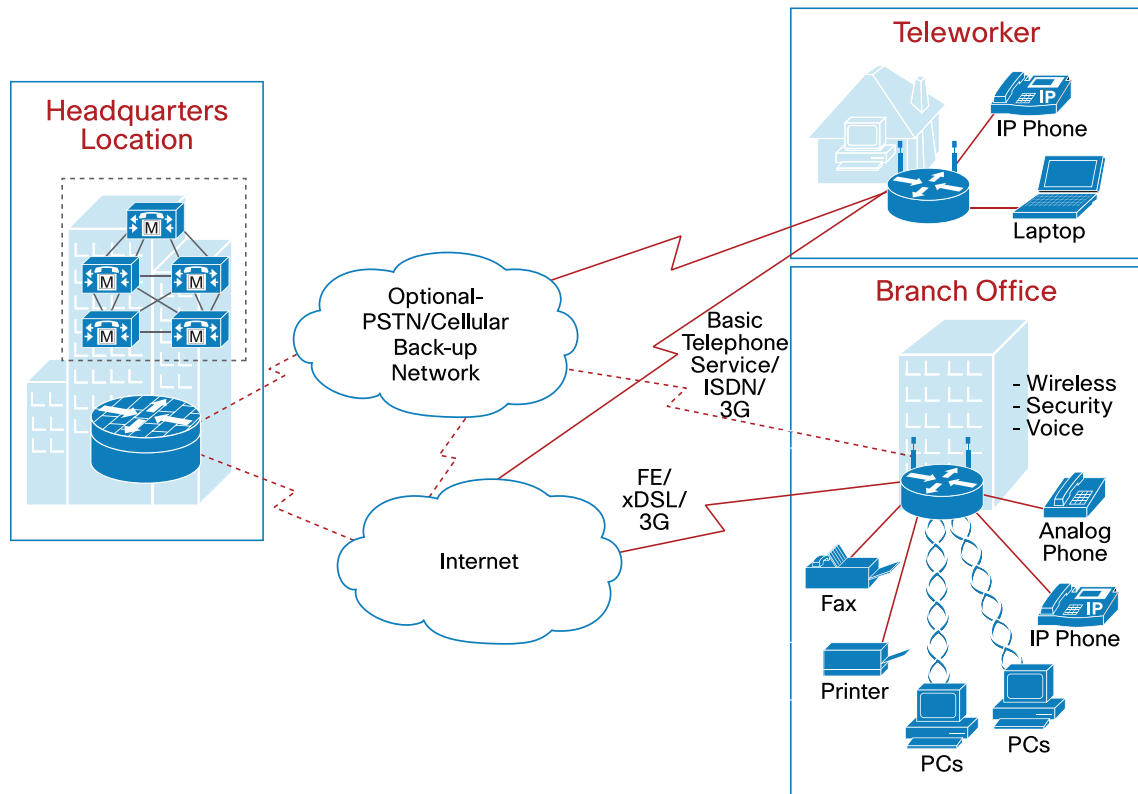 Headquarters
Location
M
M
M
M
M
Optional-
PSTN/Cellular
Back-up
Network
Internet
Basic
Telephone
Service/
ISDN/
3G
FE/
xDSL/
3G
Teleworker
IP
IP Phone
Laptop
Branch Office
- Wireless
- Security
- Voice
Analog
Phone
Fax
IP
IP Phone
Printer
PCs
PCs